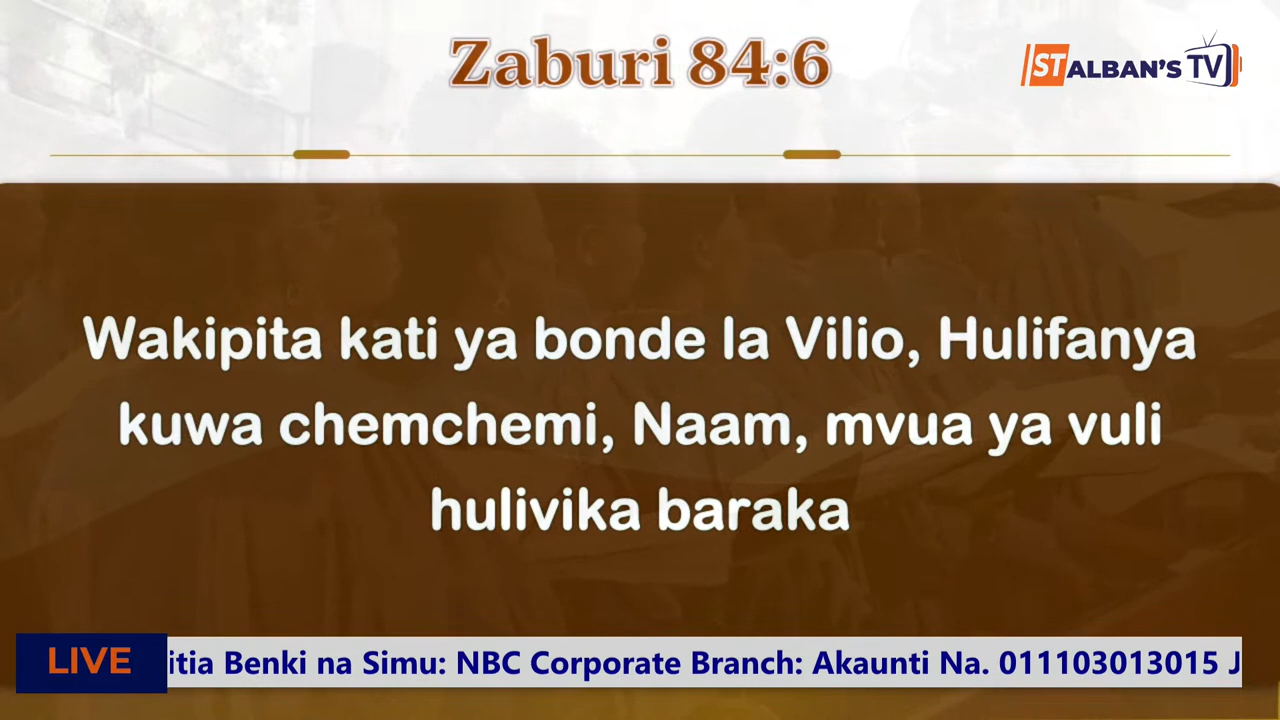 Zaburi 84:6
ST ALBAN'S TV
Wakipita kati ya bonde la Vilio, Hulifanya
kuwa chemchemi, Naam, mvua ya vuli
hulivika baraka
LIVE
itia Benki na Simu: NBC Corporate Branch: Akaunti Na. 011103013015 J